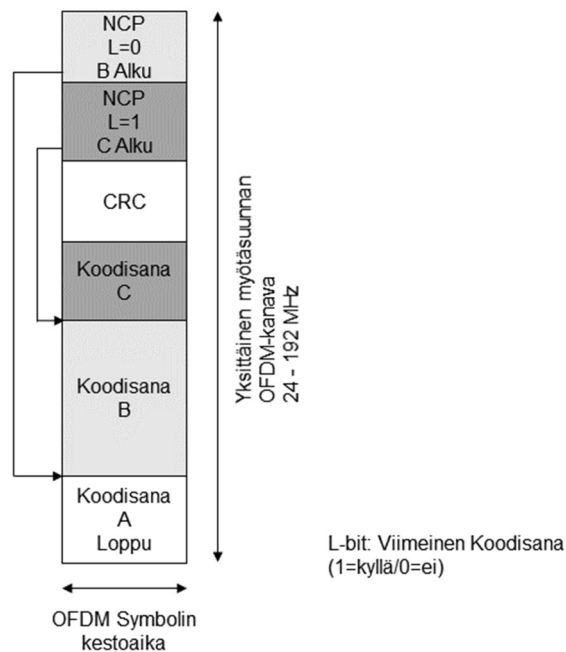 NCP
L=0
B Alku
NCP
L=1
C Alku
CRC
Koodisana
C
Koodisana
B
Koodisana
A
Loppu
OFDM Symbolin
kestoaika
Yksittäinen myötäsuunnan
OFDM-kanava
24 - 192 MHz
L-bit: Viimeinen Koodisana
(1=kyllä/0=ei)